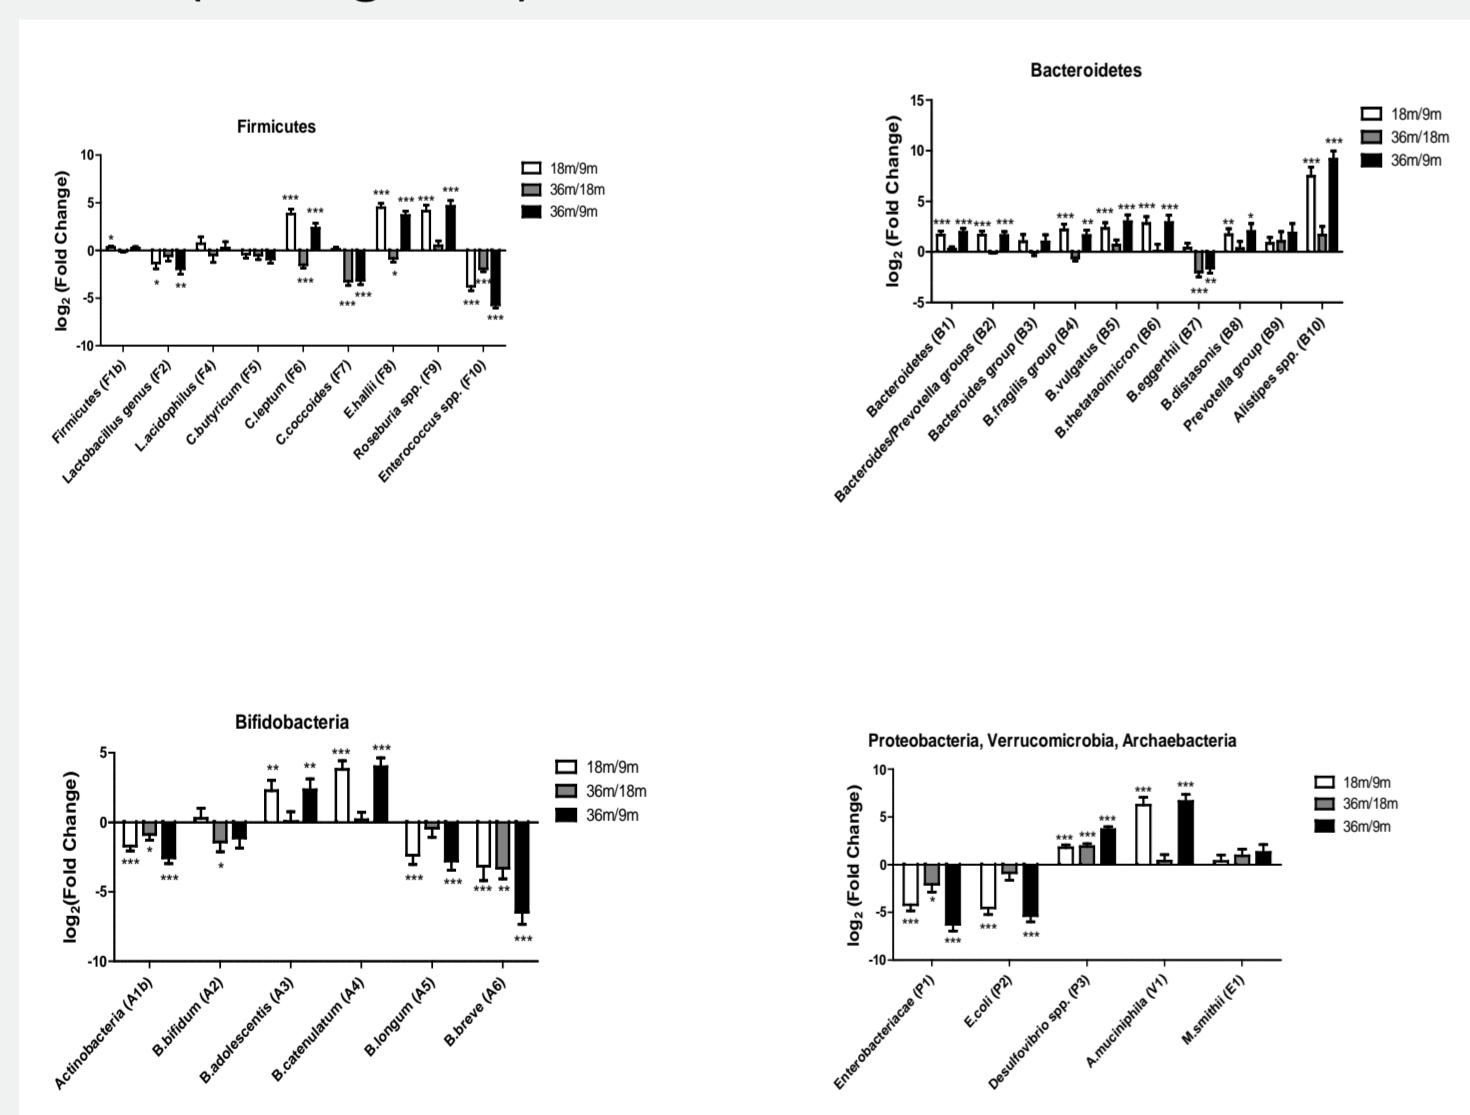 Firmicutes
log2 (Fold Change)
10
5
0
-5
-10
* * ** *** *** *** *** *** *** *** * *** *** *** *** *** ***
18m/9m
36m/18m
36m/9m
Firmicutes (F1b)
Lactobacillus genus (F2)
L.acidophilus (F4)
C.butyricum (F5)
C.leptum (F6)
C.coccoides (F7)
E.hallii (F8)
Roseburia spp. (F9)
Enterococcus spp. (F10)
Bacteroidetes
log2 (Fold Change)
15
10
5
0
-5
*** *** *** *** *** ** *** *** *** *** *** ** ** * *** ***
18m/9m
36m/18m
36m/9m
Bacteroidetes (B1)
Bacteroides/Prevotella groups (B2)
Bacteroides group (B3)
B.fragilis group (B4)
B.vulgatus (B5)
B.thetataoimicron (B6)
B.eggerthii (B7)
B.distasonis (B8)
Prevotella group (B9)
Alistipes spp. (B10)
Bifidobacteria
log2(Fold Change)
5
0
-5
-10
*** * *** * ** ** *** *** *** *** *** ** ***
18m/9m
36m/18m
36m/9m
Actinobacteria (A1b)
B.bifidum (A2)
B.adolescentis (A3)
B.catenulatum (A4)
B.longum (A5)
B.breve (A6)
Proteobacteria, Verrucomicrobia, Archaebacteria
log2 (Fold Change)
10
5
0
-5
-10
*** * *** *** *** *** *** *** *** ***
18m/9m
36m/18m
36m/9m
Enterobacteriacae (P1)
E.coli (P2)
Desulfovibrio spp. (P3)
A.muciniphila (V1)
M.smithii (E1)